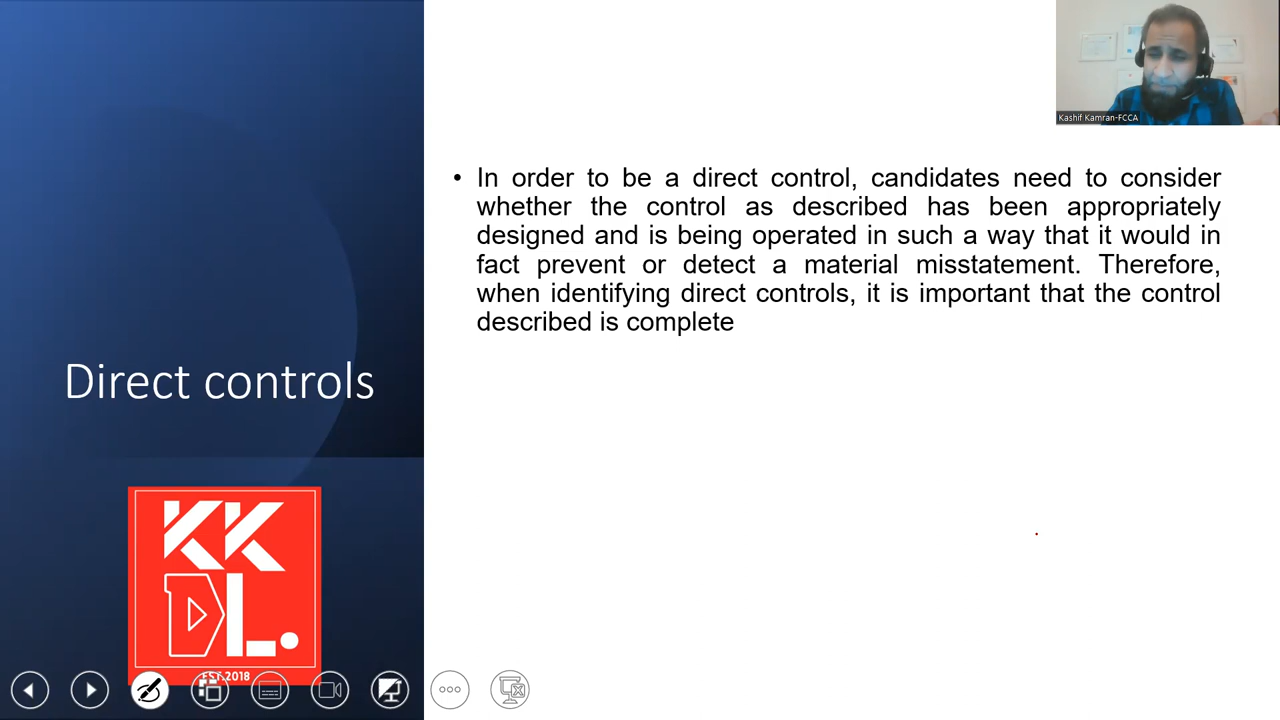 Kashif Kamran-FCCA
• In order to be a direct control, candidates need to consider
whether the control as described has been appropriately
designed and is being operated in such a way that it would in
fact prevent or detect a material misstatement. Therefore,
when identifying direct controls, it is important that the control
described is complete
Direct controls
KK
DL.
EST.2018